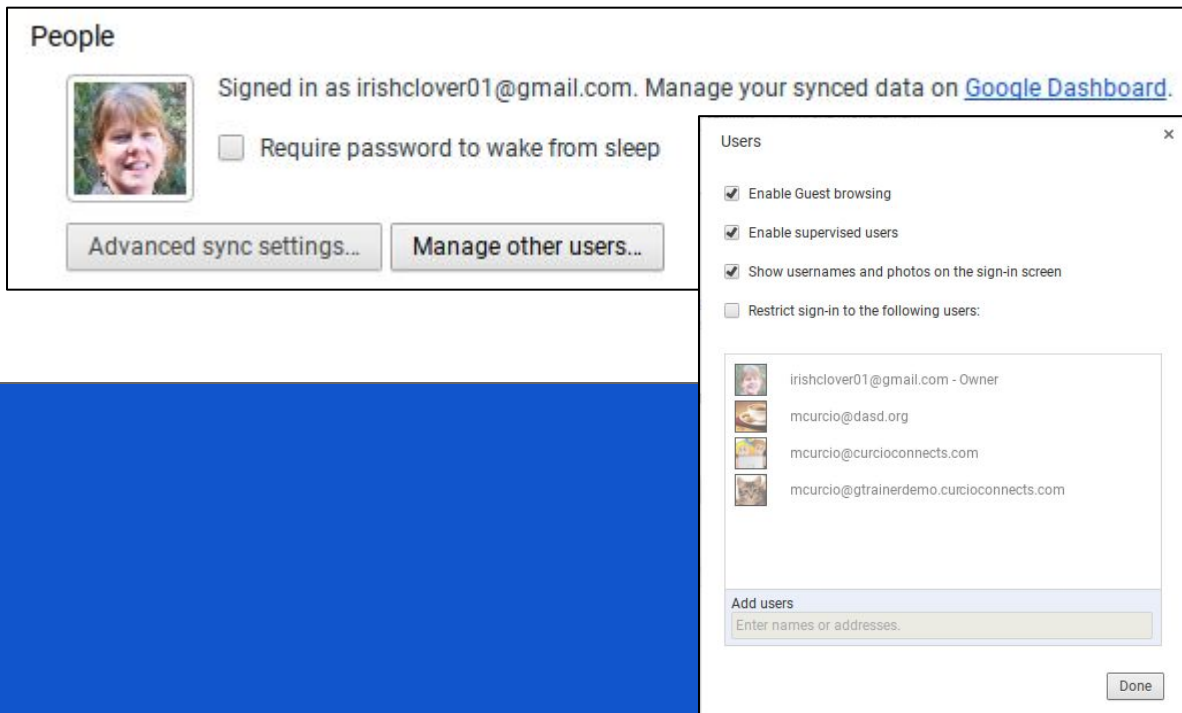 People
Signed in as irishclover01@gmail.com. Manage your synced data on Google Dashboard.
Require password to wake from sleep
Advanced sync settings...
Manage other users...
Users
Enable Guest browsing
Enable supervised users
Show usernames and photos on the sign-in screen
Restrict sign-in to the following users:
irishclover01@gmail.com - Owner
mcurcio@dasd.org
mcurcio@curcioconnects.com
mcurcio@gtrainerdemo.curcioconnects.com
Add users
Enter names or addresses.
Done